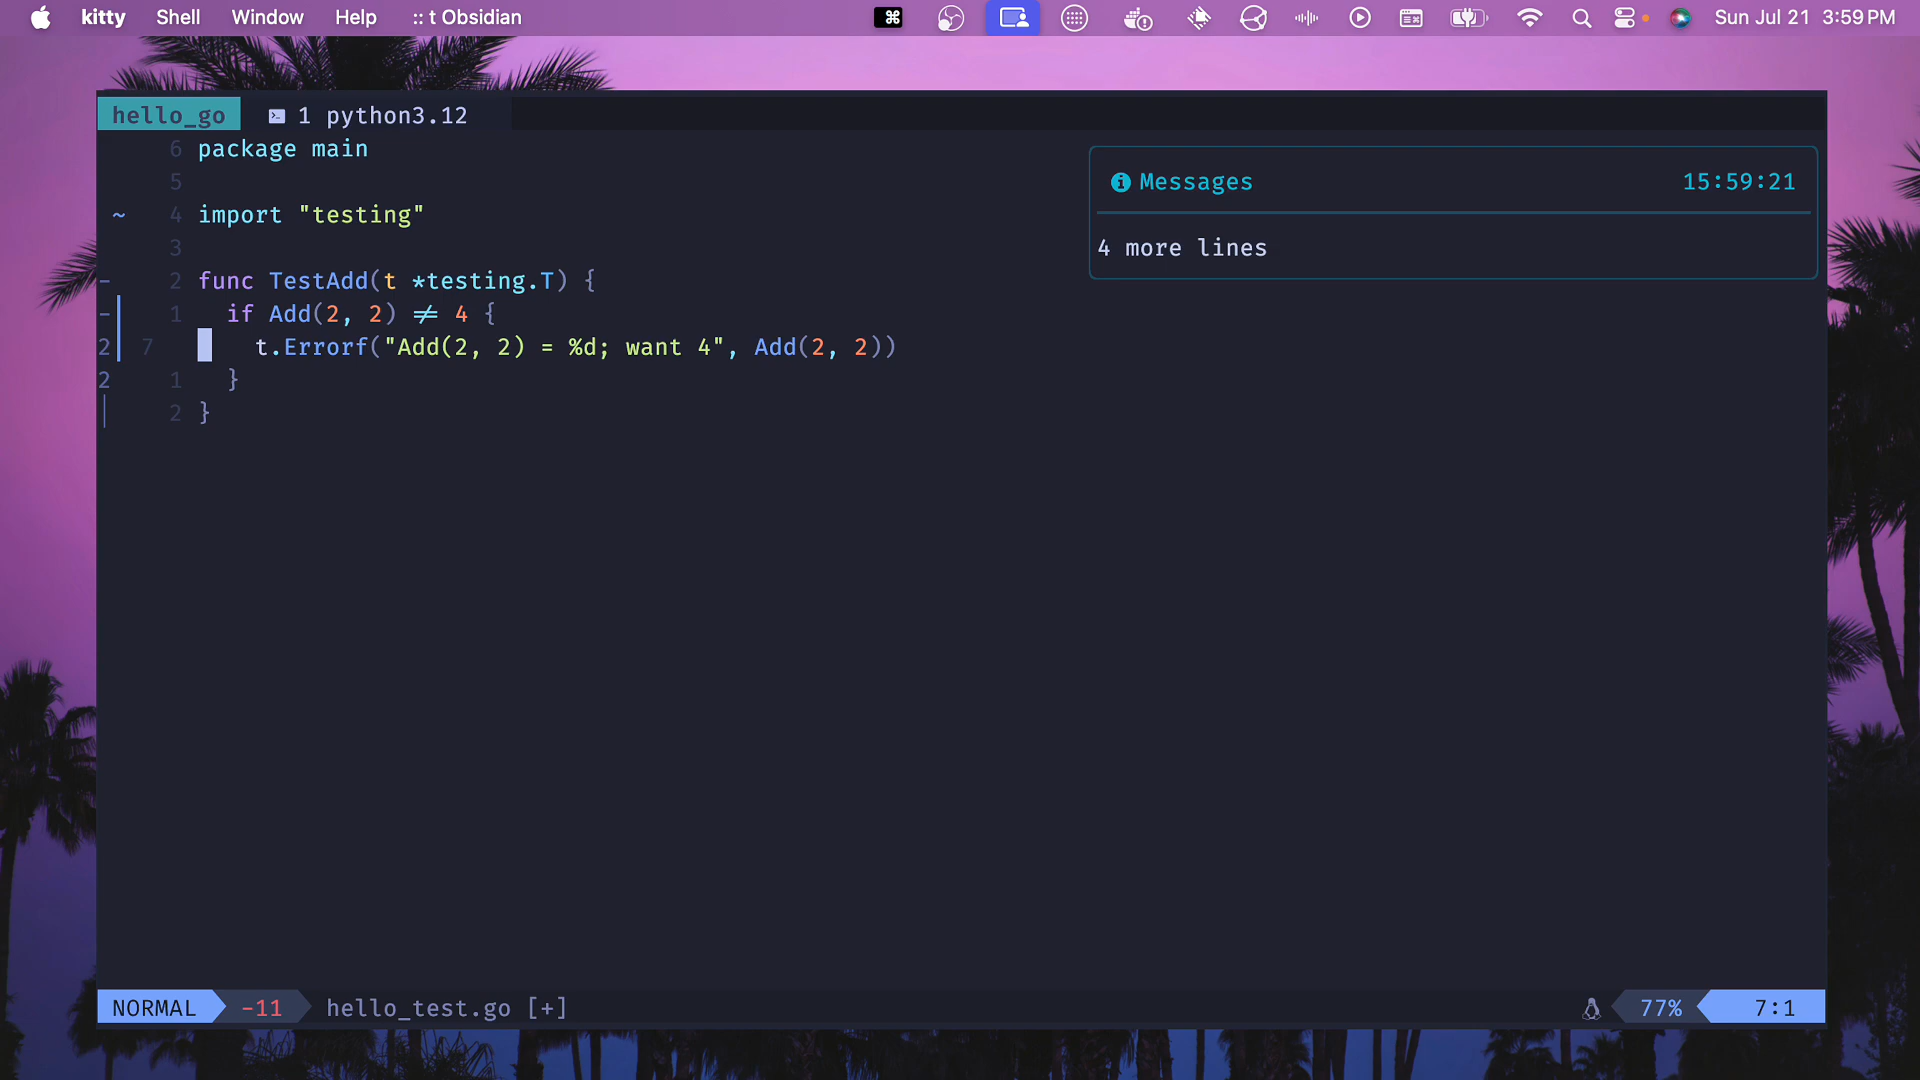 kitty Shell Window Help :: t Obsidian Sun Jul 21 3:59 PM
hello_go 1 python3.12
6 package main
5
~ 4 import "testing"
3
- 2 func TestAdd(t *testing.T) {
- 1 if Add(2, 2) ≠ 4 {
2 7 t.Errorf("Add(2, 2) = %d; want 4", Add(2, 2))
2 1 }
2 }
Messages 15:59:21
4 more lines
NORMAL -11 hello_test.go [+] 77% 7:1